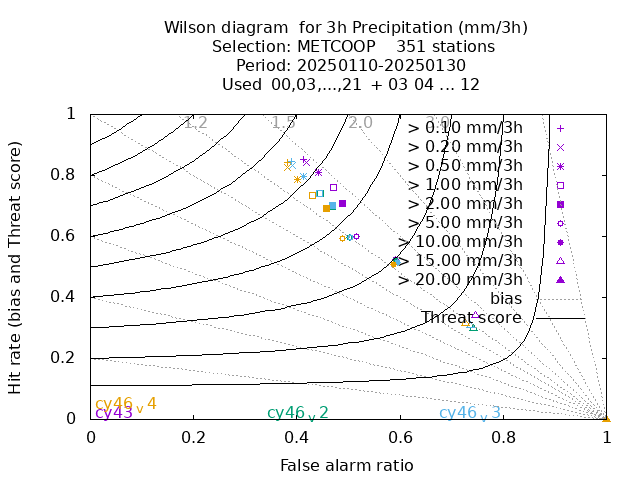 Wilson diagram  for 3h Precipitation (mm/3h)
Selection: METCOOP    351 stations
Period: 20250110-20250130
Used  00,03,...,21  + 03 04 ... 12
Hit rate (bias and Threat score)
1
0.8
0.6
0.4
0.2
0
1.2
1.5
2.0
3.0
> 0.10 mm/3h
> 0.20 mm/3h
> 0.50 mm/3h
> 1.00 mm/3h
> 2.00 mm/3h
> 5.00 mm/3h
> 10.00 mm/3h
> 15.00 mm/3h
> 20.00 mm/3h
bias
Threat score
cy46_v4
cy43
cy46_v2
cy46_v3
0 0.2 0.4 0.6 0.8 1
False alarm ratio